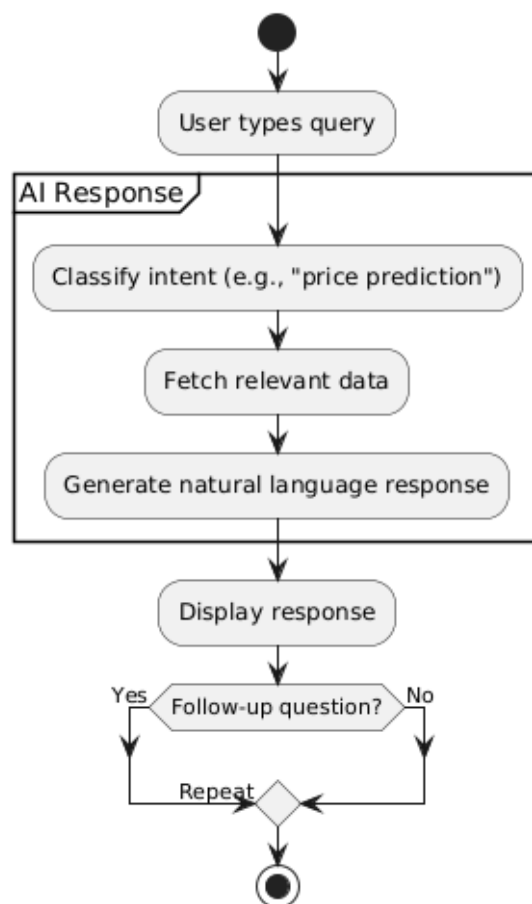 User types query
AI Response
Classify intent (e.g., "price prediction")
Fetch relevant data
Generate natural language response
Display response
Yes
Follow-up question?
No
Repeat